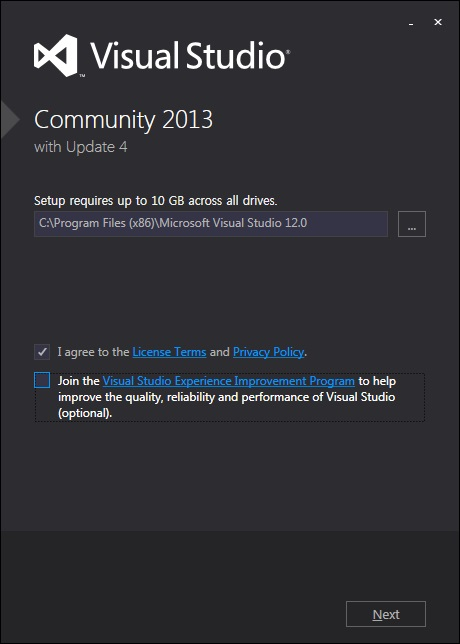 Visual Studio®
™
Community 2013
with Update 4
Setup requires up to 10 GB across all drives.
C:\Program Files (x86)\Microsoft Visual Studio 12.0
...
I agree to the License Terms and Privacy Policy.
Join the Visual Studio Experience Improvement Program to help
improve the quality, reliability and performance of Visual Studio
(optional).
Next